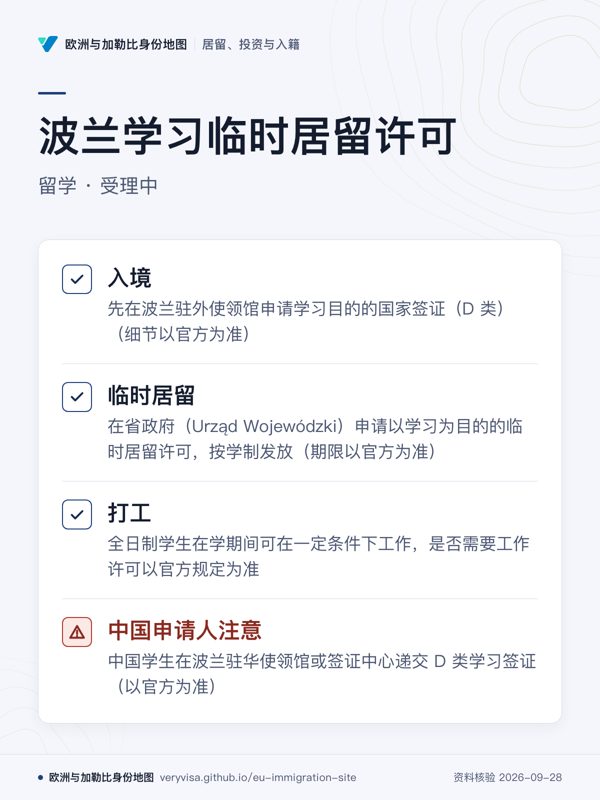 欧洲与加勒比身份地图 居留、投资与入籍
波兰学习临时居留许可
留学 · 受理中
入境
先在波兰驻外使领馆申请学习目的的国家签证（D 类）
（细节以官方为准）
临时居留
在省政府（Urząd Wojewódzki）申请以学习为目的的临
时居留许可，按学制发放（期限以官方为准）
打工
全日制学生在学期间可在一定条件下工作，是否需要工作
许可以官方规定为准
中国申请人注意
中国学生在波兰驻华使领馆或签证中心递交 D 类学习签证
（以官方为准）
欧洲与加勒比身份地图 veryvisa.github.io/eu-immigration-site 资料核验 2026-09-28